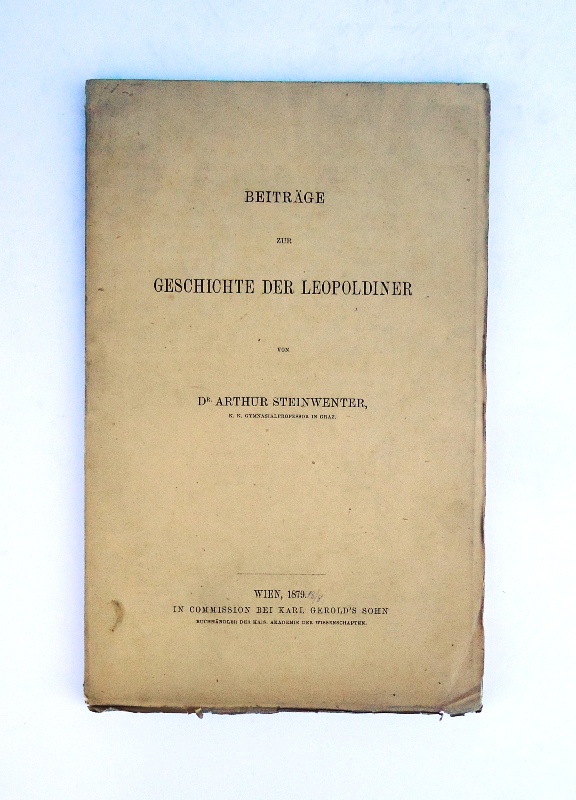 BEITRÄGE
ZUR
GESCHICHTE DER LEOPOLDINER
VON
DR. ARTHUR STEINWENTER,
K. K. GYMNASIALPROFESSOR IN GRAZ.
WIEN, 1879.
IN COMMISSION BEI KARL GEROLD'S SOHN
BUCHHÄNDLER DER KAIS. AKADEMIE DER WISSENSCHAFTEN.